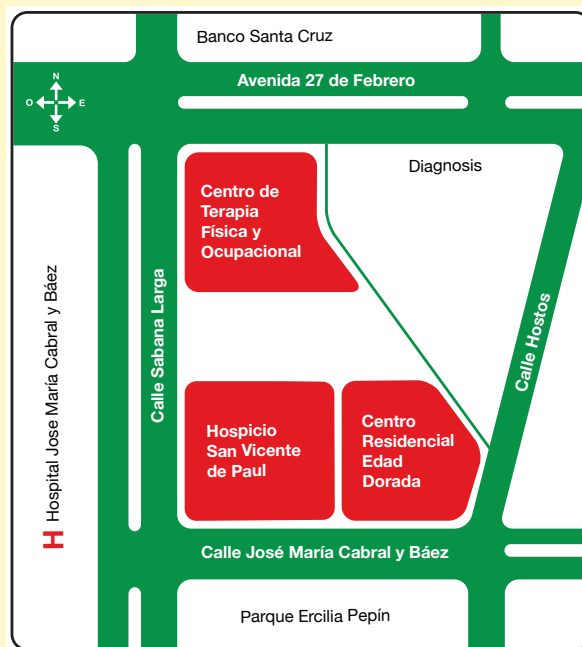 Banco Santa Cruz
Avenida 27 de Febrero
N
O
E
S
Diagnosis
Centro de
Terapia
Física y
Ocupacional
Calle Sabana Larga
Calle Hostos
H Hospital Jose María Cabral y Báez
Hospicio
San Vicente
de Paul
Centro
Residencial
Edad
Dorada
Calle José María Cabral y Báez
Parque Ercilia Pepín